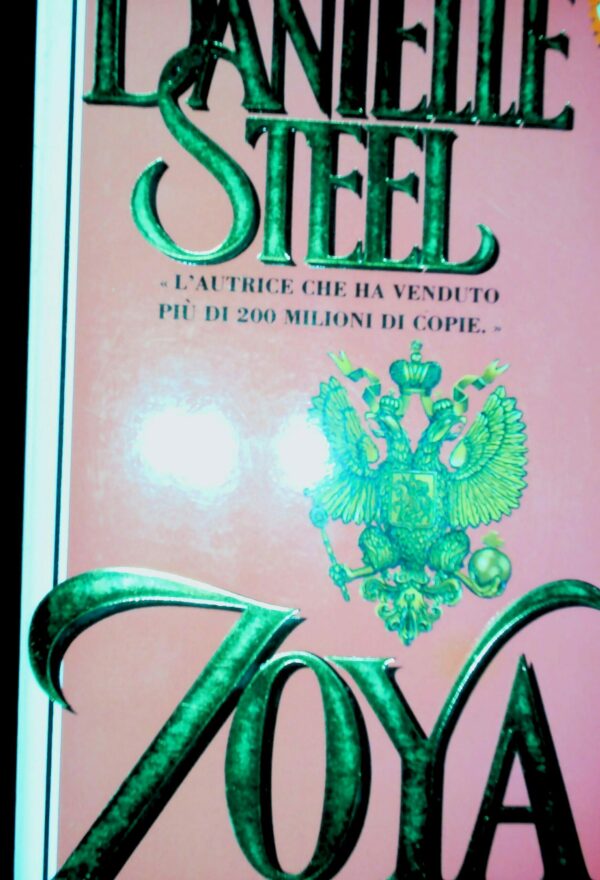 DANIELLE
STEEL
« L'AUTRICE CHE HA VENDUTO
PIÙ DI 200 MILIONI DI COPIE. »
ZOYA